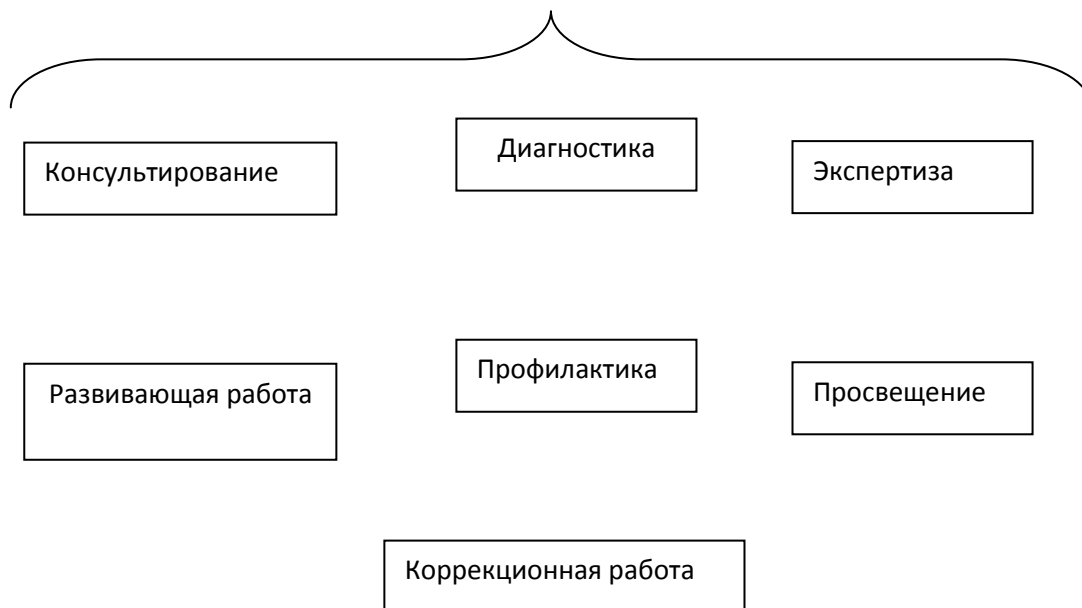 Консультирование
Диагностика
Экспертиза
Развивающая работа
Профилактика
Просвещение
Коррекционная работа